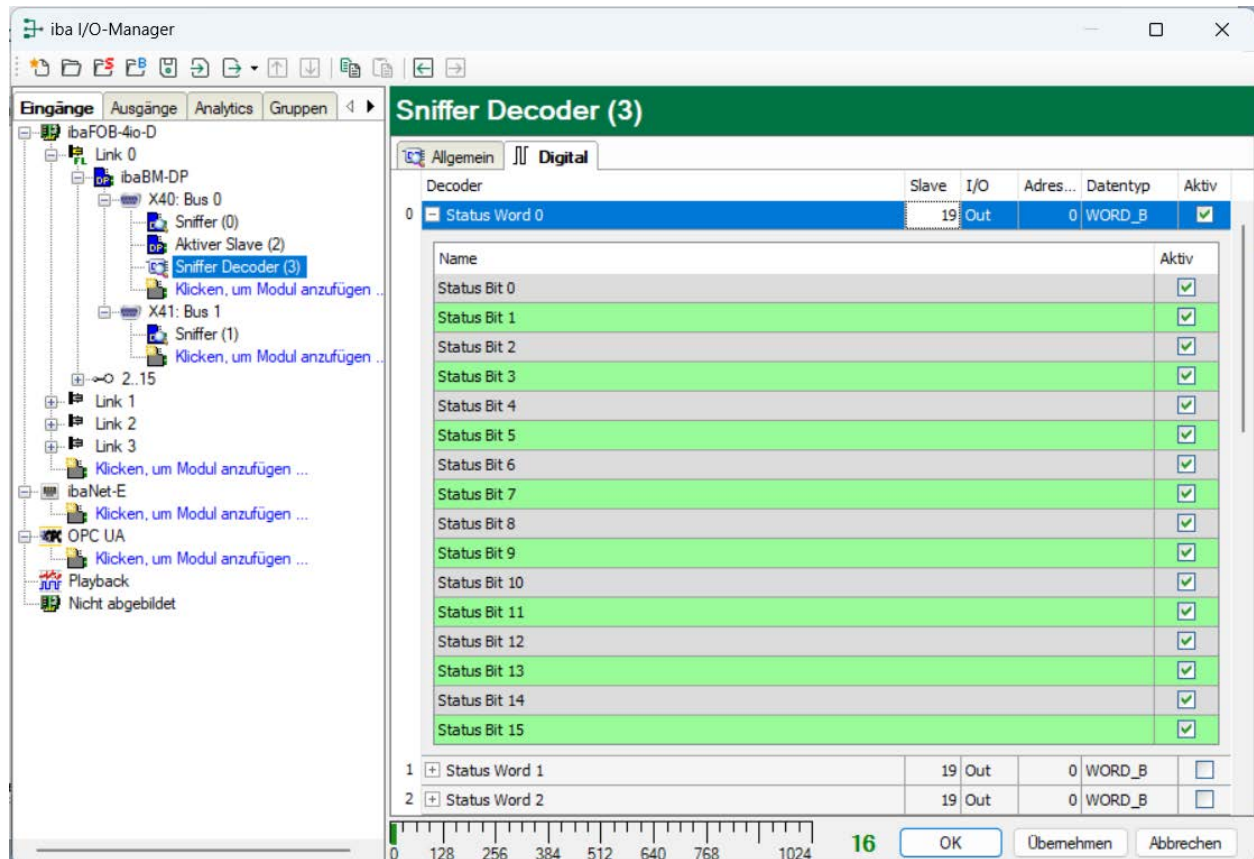 iba I/O-Manager
Eingänge Ausgänge Analytics Gruppen
ibaFOB-4io-D
Link 0
ibaBM-DP
X40: Bus 0
Sniffer (0)
Aktiver Slave (2)
Sniffer Decoder (3)
Klicken, um Modul anzufügen ..
X41: Bus 1
Sniffer (1)
Klicken, um Modul anzufügen ..
2..15
Link 1
Link 2
Link 3
Klicken, um Modul anzufügen ...
ibaNet-E
Klicken, um Modul anzufügen ...
OPC UA
Klicken, um Modul anzufügen ...
Playback
Nicht abgebildet
Sniffer Decoder (3)
Allgemein Digital
Decoder Slave I/O Adres... Datentyp Aktiv
0 Status Word 0 19 Out 0 WORD_B
Name Aktiv
Status Bit 0
Status Bit 1
Status Bit 2
Status Bit 3
Status Bit 4
Status Bit 5
Status Bit 6
Status Bit 7
Status Bit 8
Status Bit 9
Status Bit 10
Status Bit 11
Status Bit 12
Status Bit 13
Status Bit 14
Status Bit 15
1 Status Word 1 19 Out 0 WORD_B
2 Status Word 2 19 Out 0 WORD_B
0 128 256 384 512 640 768 1024 16 OK Übernehmen Abbrechen